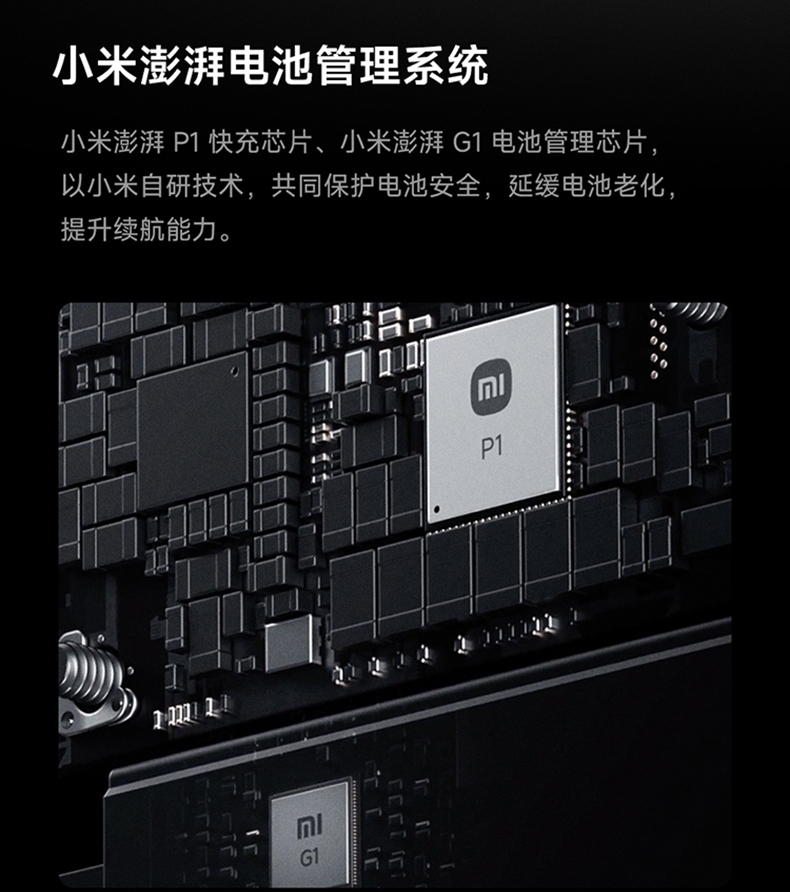 小米澎湃电池管理系统
小米澎湃 P1 快充芯片、小米澎湃 G1 电池管理芯片，
以小米自研技术，共同保护电池安全，延缓电池老化，
提升续航能力。
mi
P1
mi
G1